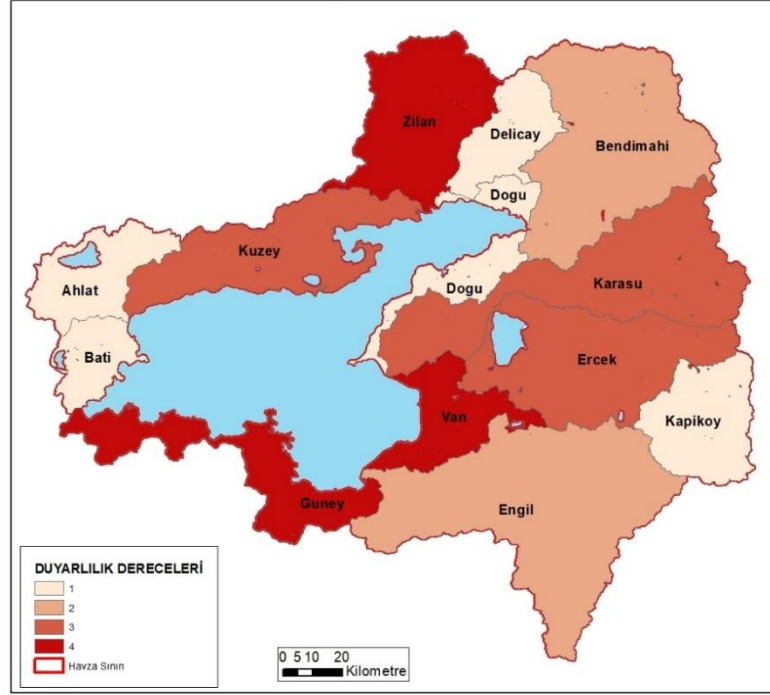 Zilan
Delicay
Bendimahi
Dogu
Kuzey
Karasu
Ahlat
Dogu
Bati
Ercek
Van
Kapikoy
Guney
Engil
DUYARLILIK DERECELERİ
1
2
3
4
Havza Sınırı
0 5 10 20
Kilometre